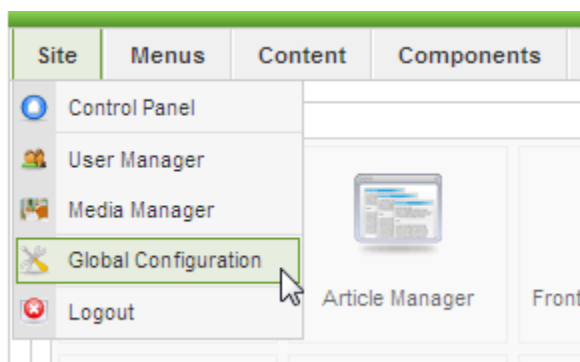 Site Menus Content Components
Control Panel
User Manager
Media Manager
Global Configuration
Logout
Article Manager
Front